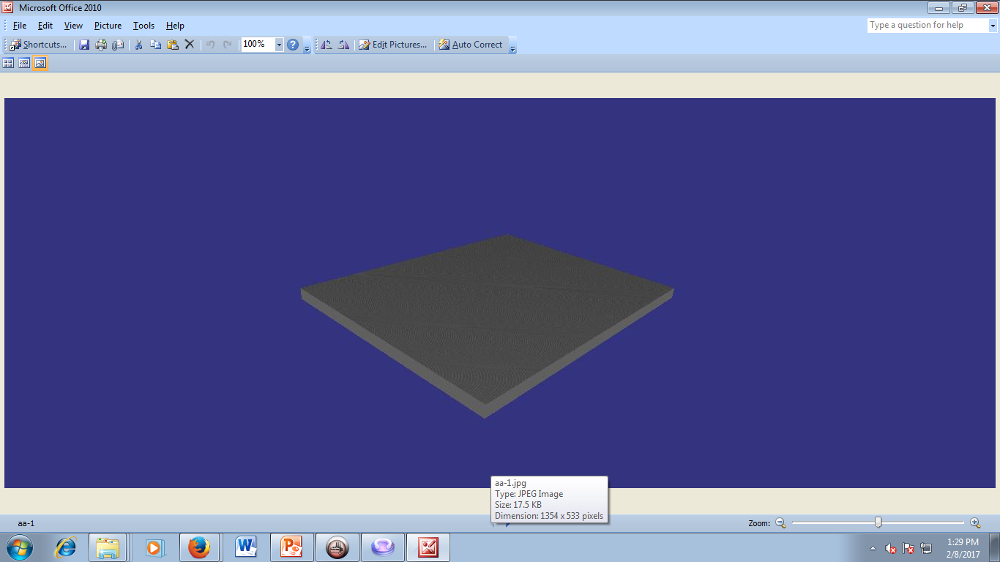 Microsoft Office 2010
File Edit View Picture Tools Help
Type a question for help
Shortcuts... 100% Edit Pictures... Auto Correct
aa-1.jpg
Type: JPEG Image
Size: 17.5 KB
Dimension: 1354 x 533 pixels
aa-1
Zoom:
1:29 PM
2/8/2017